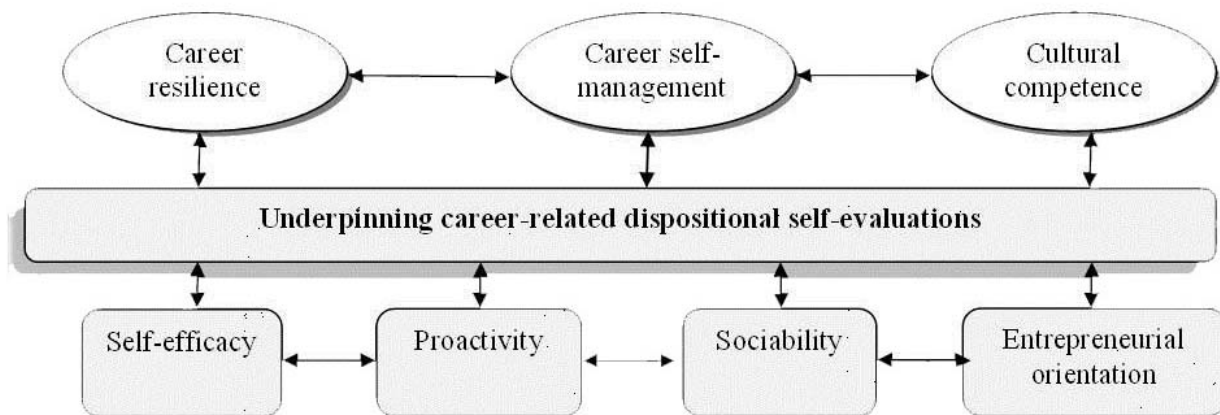 Career
resilience
Career self-
management
Cultural
competence
Underpinning career-related dispositional self-evaluations
Self-efficacy
Proactivity
Sociability
Entrepreneurial
orientation